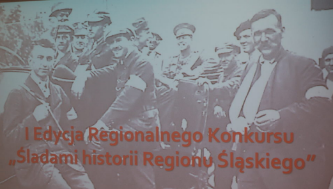 I Edycja Regionalnego Konkursu
„Śladami historii Regionu Śląskiego”